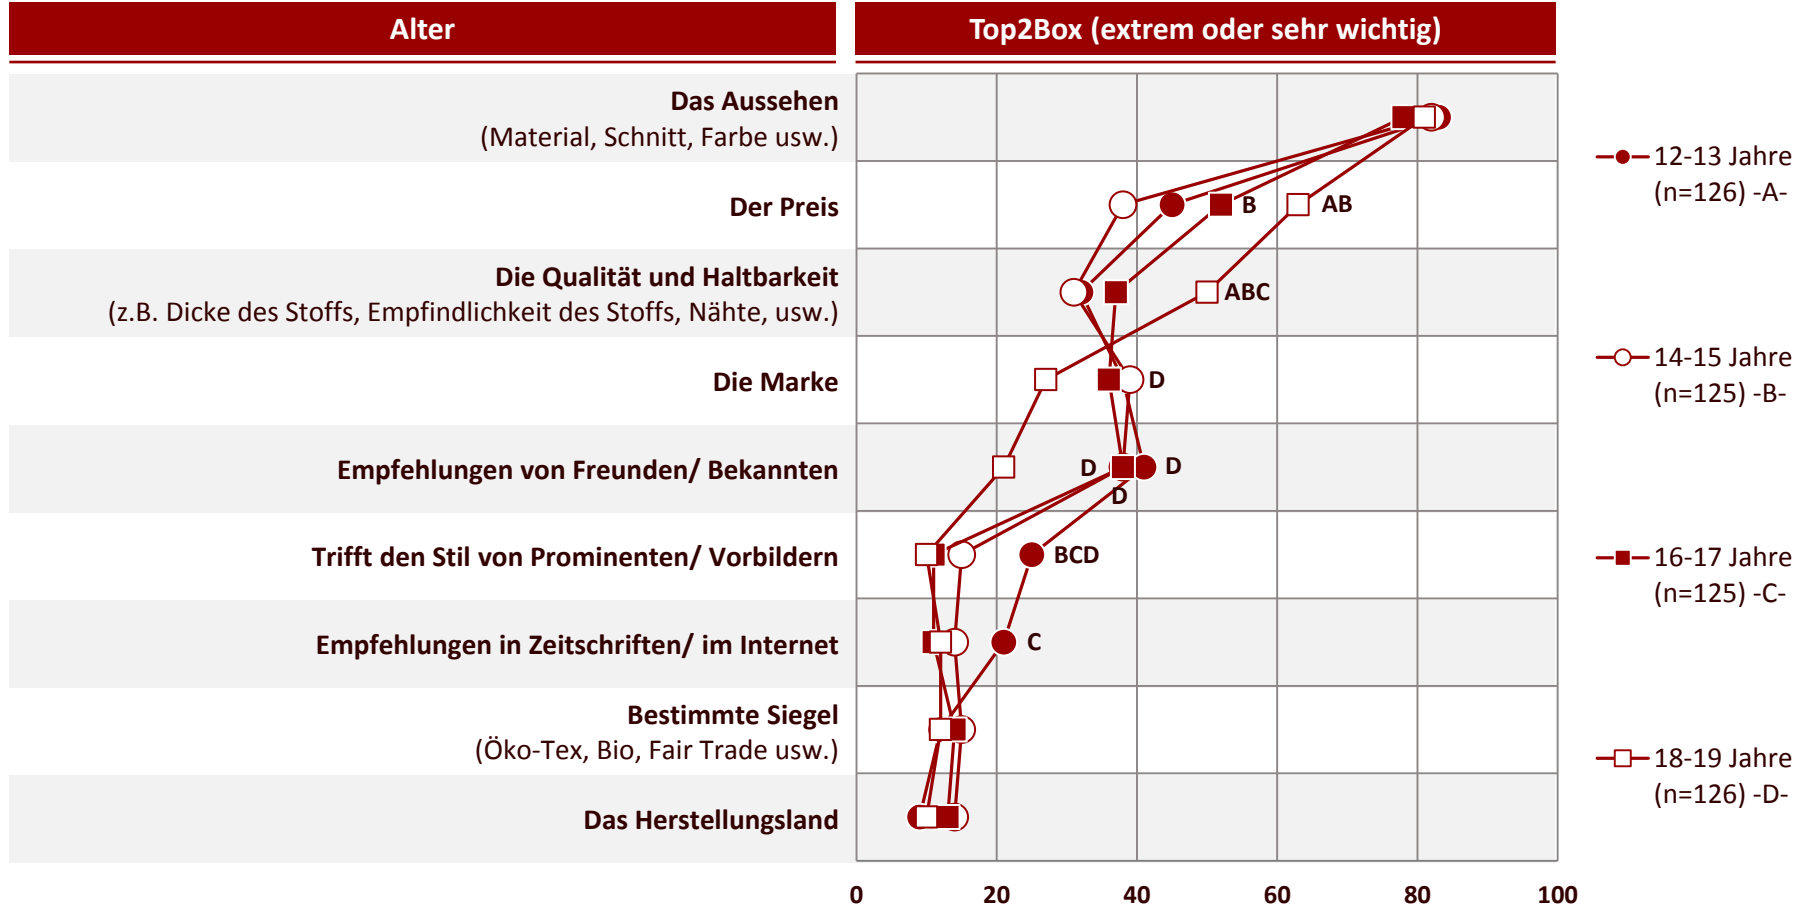 Alter
Top2Box (extrem oder sehr wichtig)
Das Aussehen
(Material, Schnitt, Farbe usw.)
Der Preis
B
AB
Die Qualität und Haltbarkeit
(z.B. Dicke des Stoffs, Empfindlichkeit des Stoffs, Nähte, usw.)
ABC
Die Marke
D
Empfehlungen von Freunden/ Bekannten
D
D
D
Trifft den Stil von Prominenten/ Vorbildern
BCD
Empfehlungen in Zeitschriften/ im Internet
C
Bestimmte Siegel
(Öko-Tex, Bio, Fair Trade usw.)
Das Herstellungsland
0 20 40 60 80 100
12-13 Jahre
(n=126) -A-
14-15 Jahre
(n=125) -B-
16-17 Jahre
(n=125) -C-
18-19 Jahre
(n=126) -D-